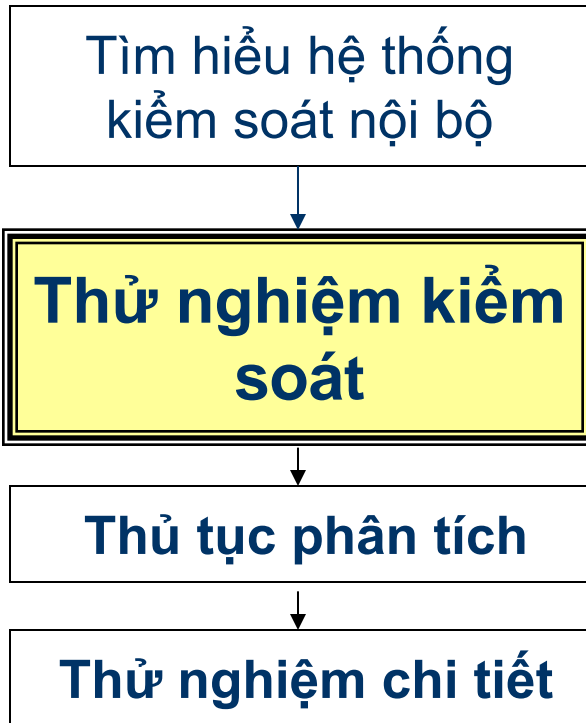 Tìm hiểu hệ thống
kiểm soát nội bộ
Thử nghiệm kiểm
soát
Thủ tục phân tích
Thử nghiệm chi tiết